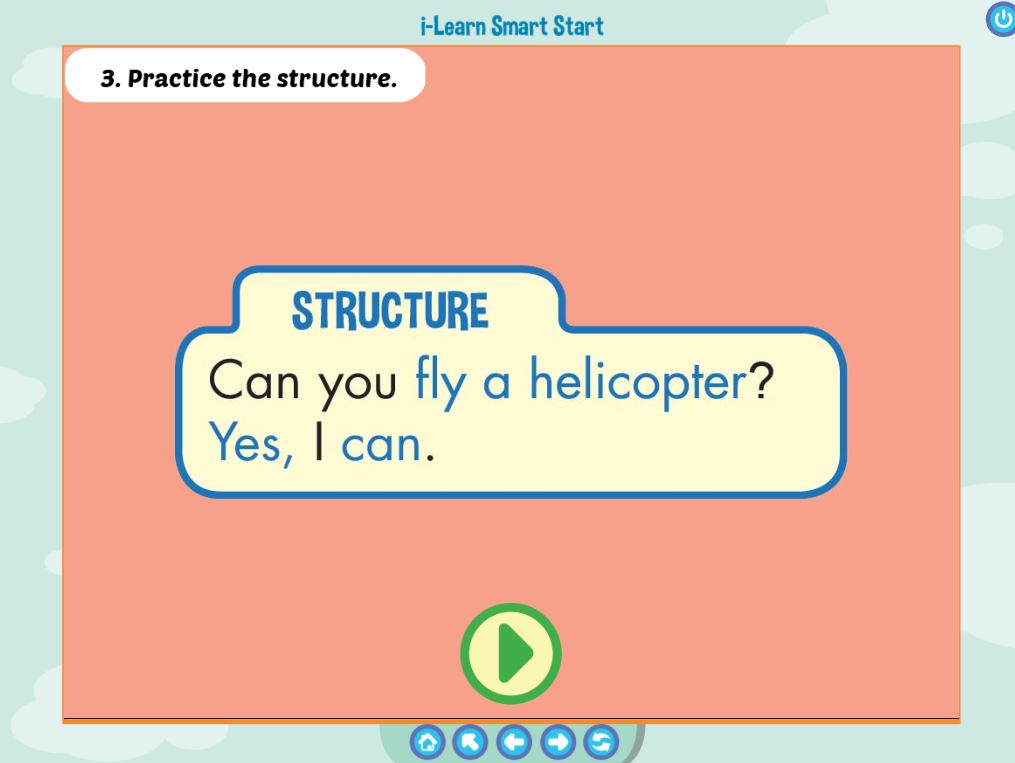 i-Learn Smart Start
3. Practice the structure.
STRUCTURE
Can you fly a helicopter?
Yes, I can.